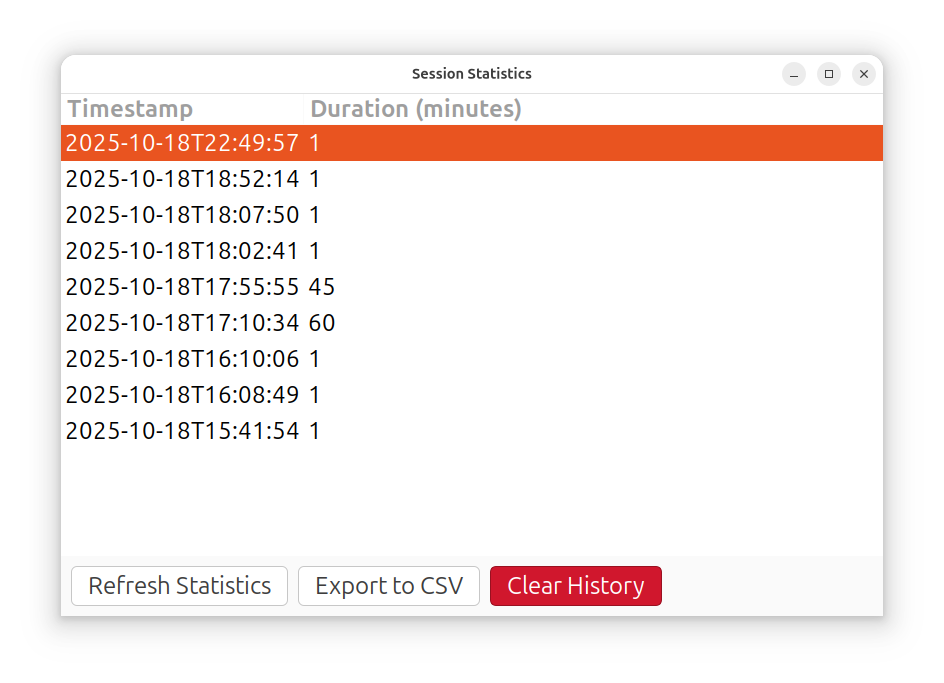 Session Statistics
Timestamp Duration (minutes)
2025-10-18T22:49:57 1
2025-10-18T18:52:14 1
2025-10-18T18:07:50 1
2025-10-18T18:02:41 1
2025-10-18T17:55:55 45
2025-10-18T17:10:34 60
2025-10-18T16:10:06 1
2025-10-18T16:08:49 1
2025-10-18T15:41:54 1
Refresh Statistics Export to CSV Clear History